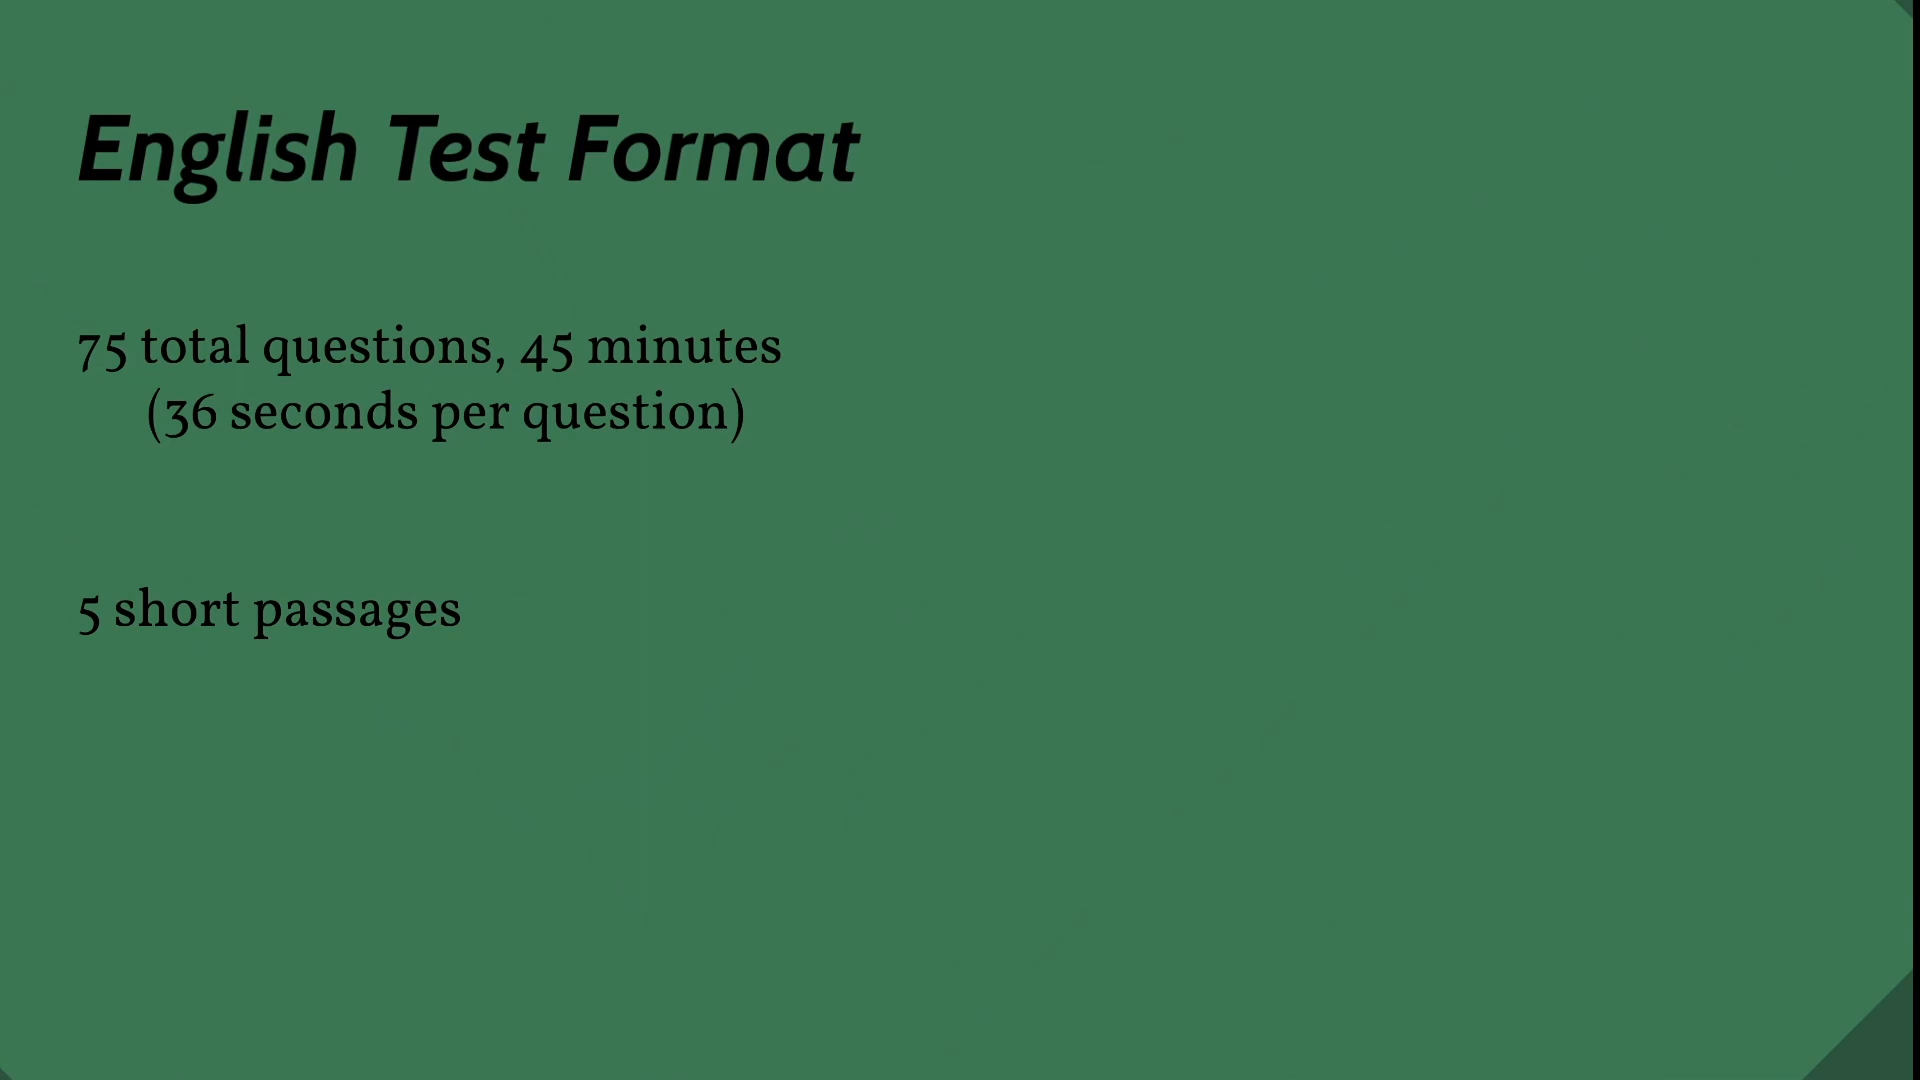 English Test Format
75 total questions, 45 minutes
(36 seconds per question)
5 short passages